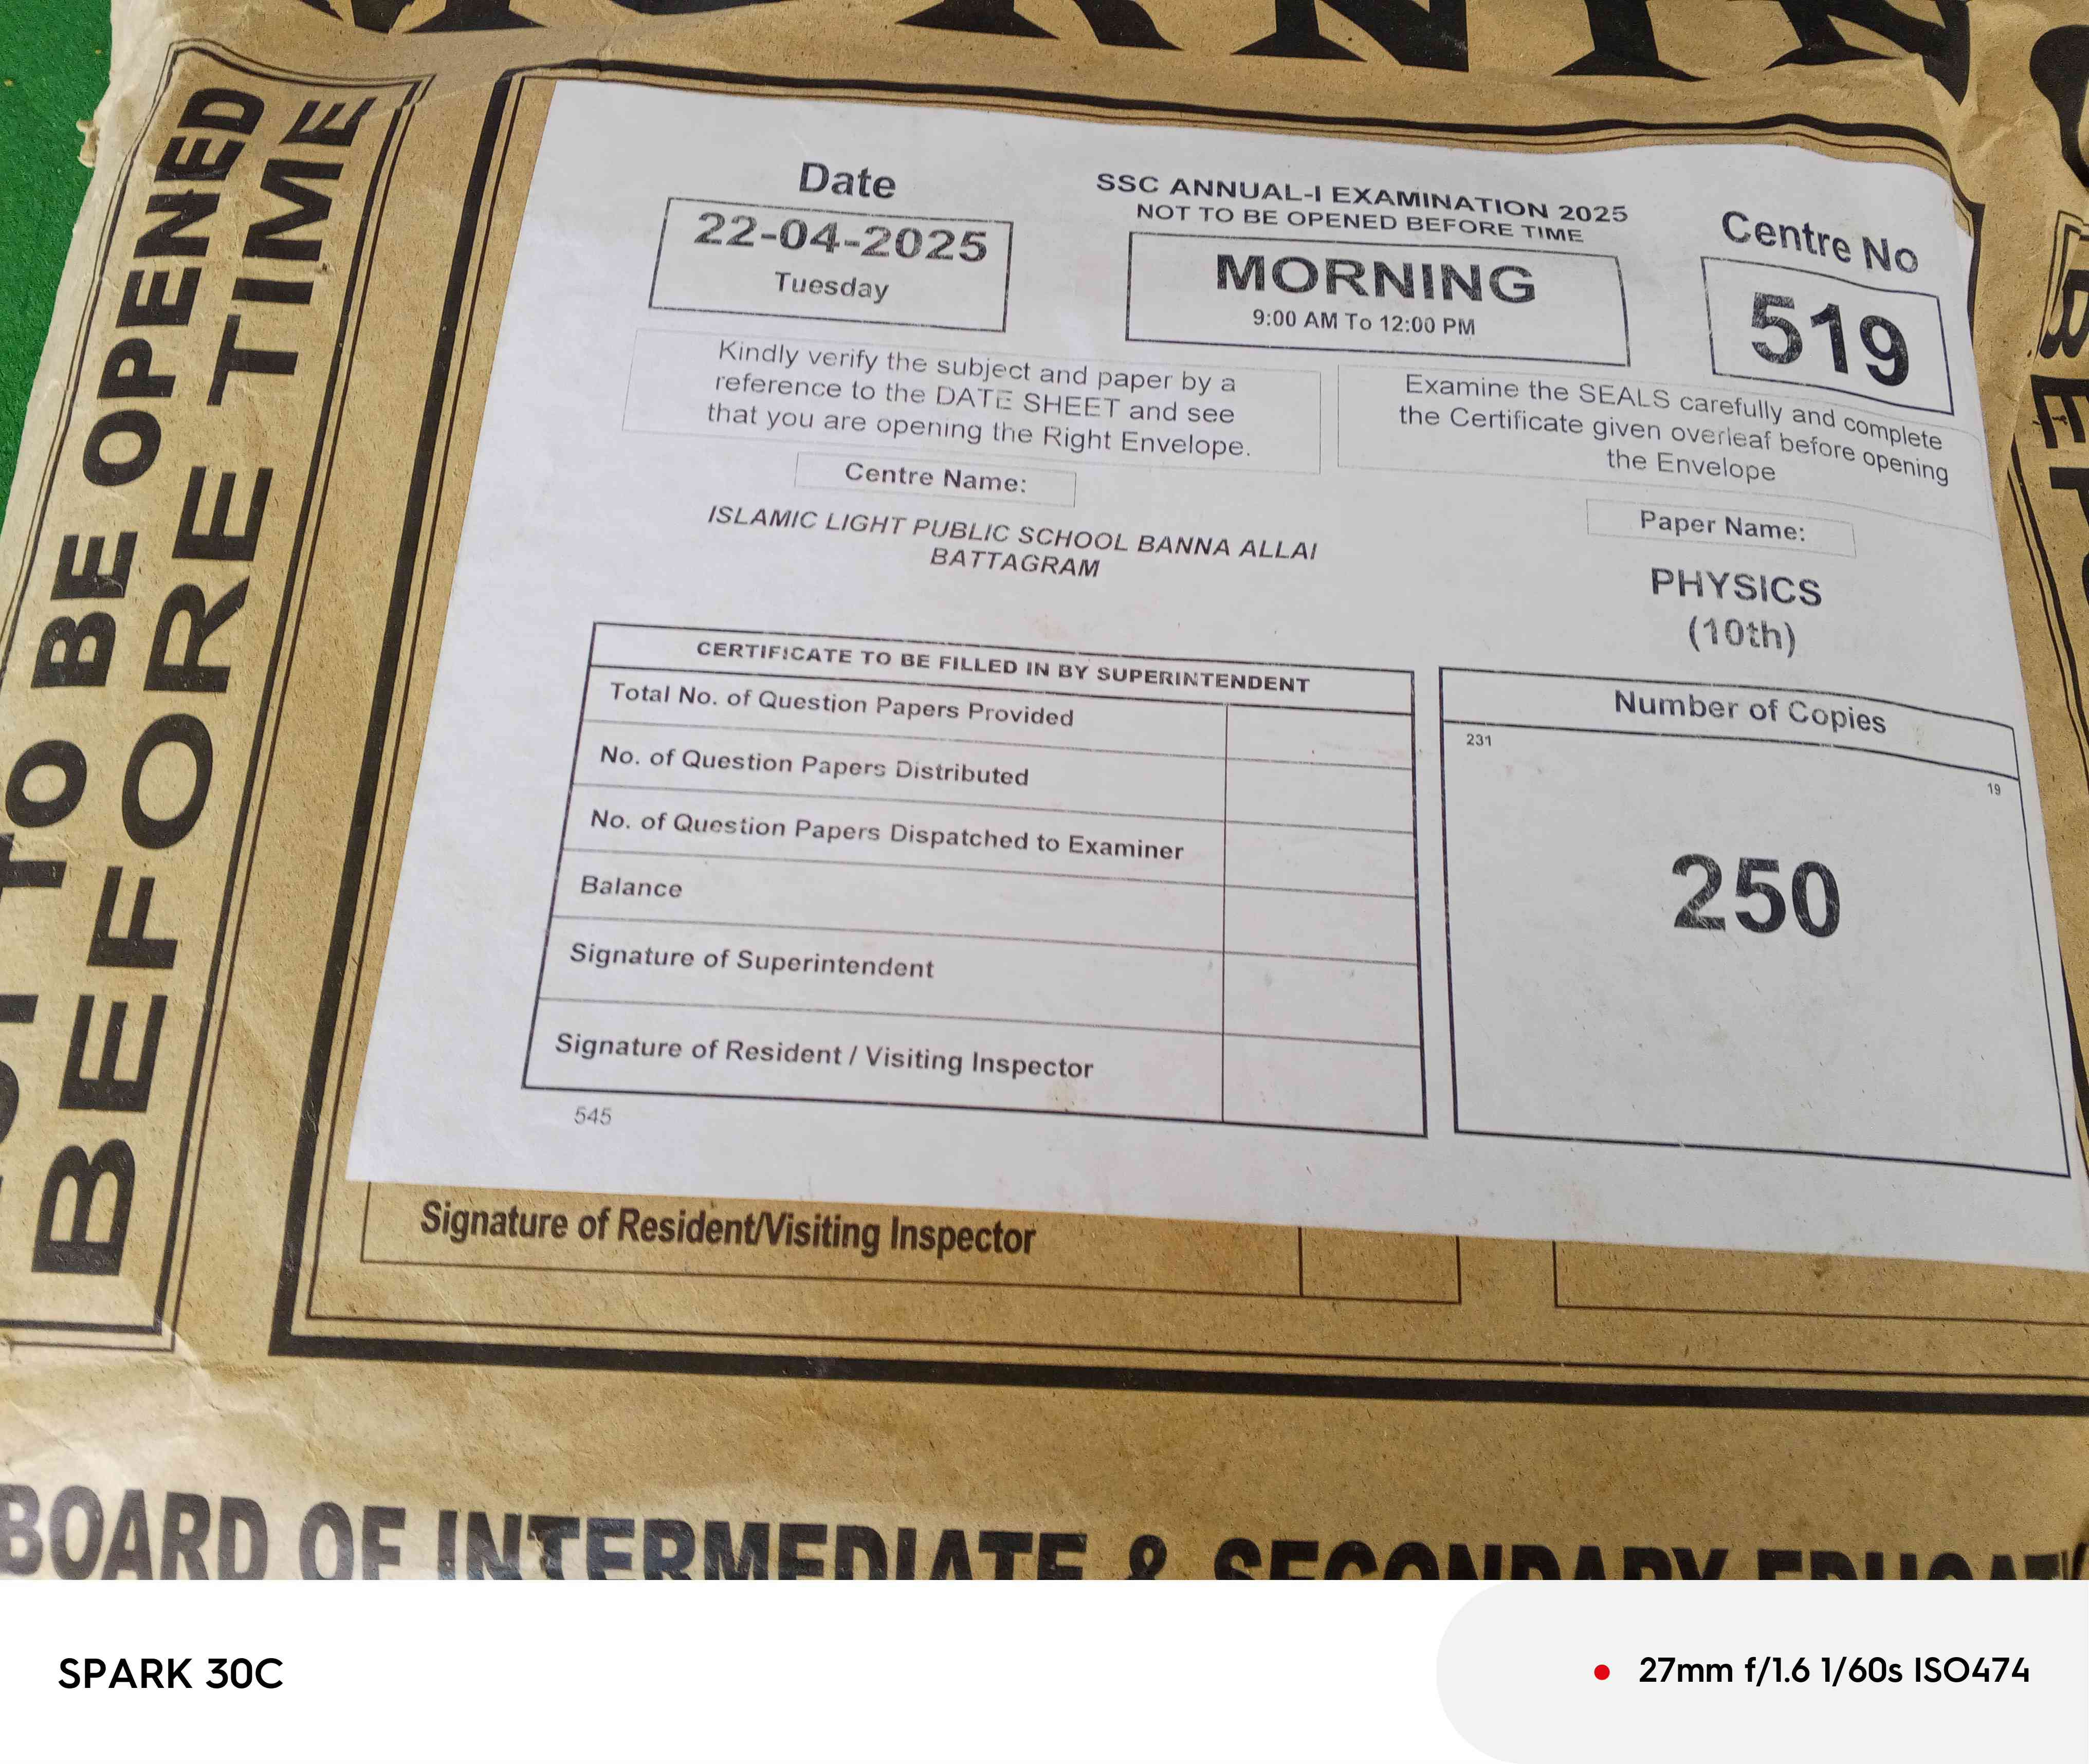 TO BE OPENED
BEFORE TIME
Date
22-04-2025
Tuesday
SSC ANNUAL-I EXAMINATION 2025
NOT TO BE OPENED BEFORE TIME
MORNING
9:00 AM To 12:00 PM
Centre No
519
Kindly verify the subject and paper by a
reference to the DATE SHEET and see
that you are opening the Right Envelope.
Examine the SEALS carefully and complete
the Certificate given overleaf before opening
the Envelope
Centre Name:
ISLAMIC LIGHT PUBLIC SCHOOL BANNA ALLAI
BATTAGRAM
Paper Name:
PHYSICS
(10th)
CERTIFICATE TO BE FILLED IN BY SUPERINTENDENT
Total No. of Question Papers Provided
No. of Question Papers Distributed
No. of Question Papers Dispatched to Examiner
Balance
Signature of Superintendent
Signature of Resident / Visiting Inspector
545
Number of Copies
231
19
250
Signature of Resident/Visiting Inspector
BOARD OF INTERMEDIATE & SECONDARY EDUCAT
SPARK 30C
27mm f/1.6 1/60s ISO474